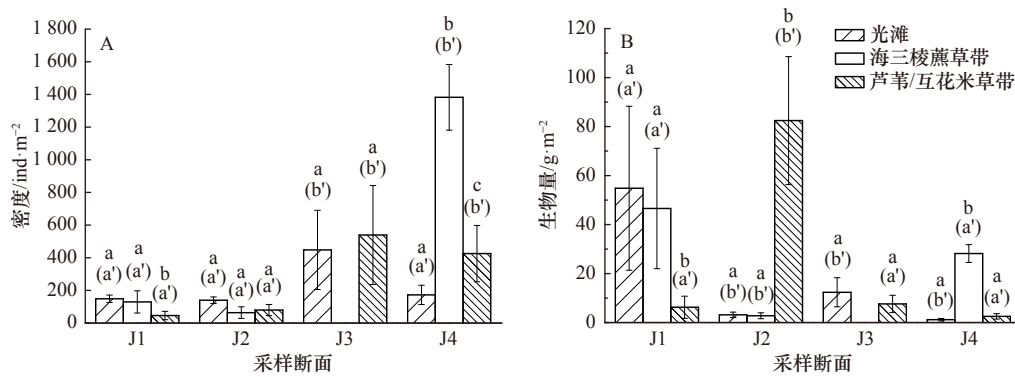 A
密度/ind·m⁻²
1 800
1 600
1 400
1 200
1 000
800
600
400
200
0
a
(a')
a
(a')
b
(a')
a
(a')
a
(a')
a
(a')
a
(b')
a
(b')
a
(a')
b
(b')
c
(b')
J1 J2 J3 J4
采样断面
B
生物量/g·m⁻²
120
100
80
60
40
20
0
a
(a')
a
(a')
b
(a')
a
(b')
a
(b')
b
(b')
a
(b')
a
(a')
a
(b')
b
(a')
a
(a')
J1 J2 J3 J4
采样断面
光滩
海三棱藨草带
芦苇/互花米草带